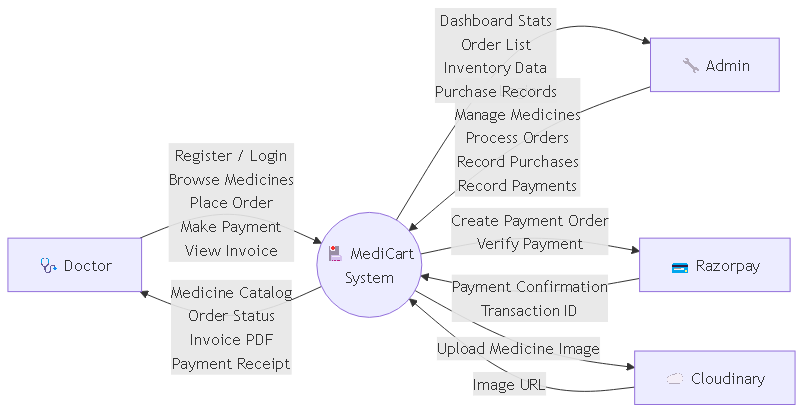 Dashboard Stats
Order List
Inventory Data
Purchase Records
Admin
Manage Medicines
Process Orders
Record Purchases
Record Payments
Register / Login
Browse Medicines
Place Order
Make Payment
View Invoice
Doctor
MediCart
System
Create Payment Order
Verify Payment
Razorpay
Medicine Catalog
Order Status
Invoice PDF
Payment Receipt
Payment Confirmation
Transaction ID
Upload Medicine Image
Image URL
Cloudinary